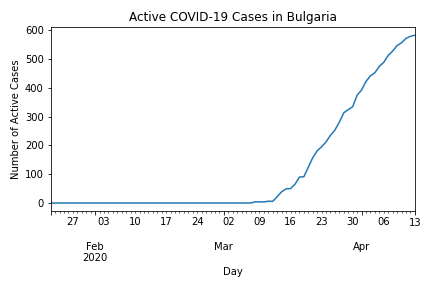 Active COVID-19 Cases in Bulgaria
Number of Active Cases
600
500
400
300
200
100
0
27 03 10 17 24 02 09 16 23 30 06 13
Feb Mar Apr
2020
Day